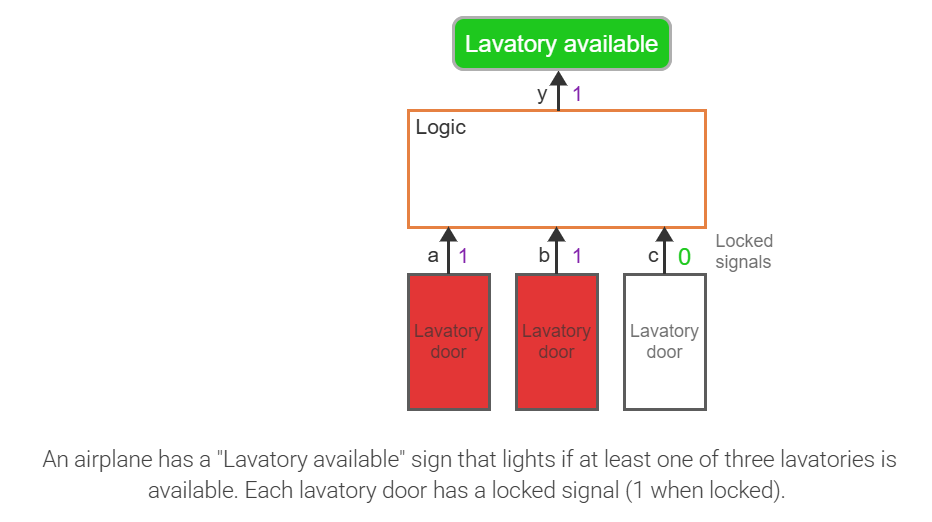 Lavatory available
y 1
Logic
a 1 b 1 c 0
Locked
signals
Lavatory
door
Lavatory
door
Lavatory
door
An airplane has a "Lavatory available" sign that lights if at least one of three lavatories is
available. Each lavatory door has a locked signal (1 when locked).